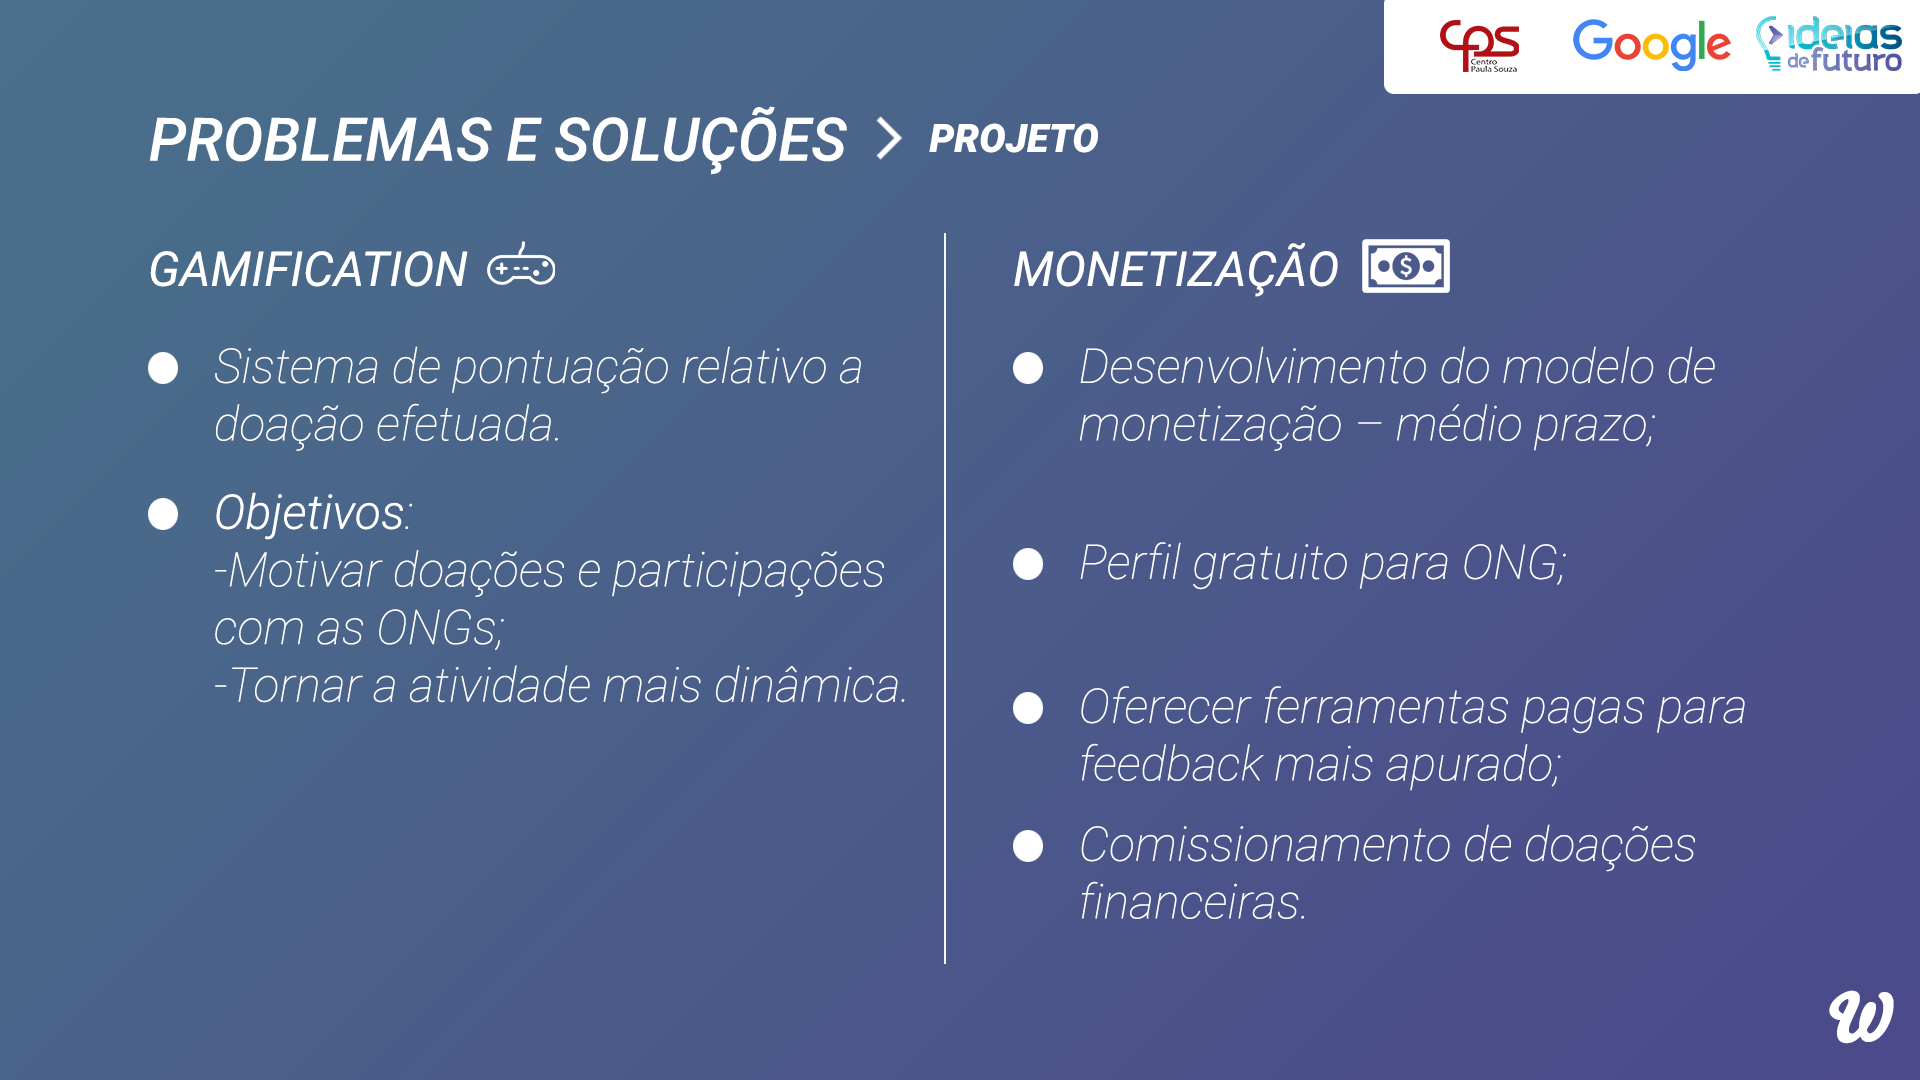 CPS
Centro
Paula Souza
Google
ideias
de futuro
PROBLEMAS E SOLUÇÕES > PROJETO
GAMIFICATION
● Sistema de pontuação relativo a
doação efetuada.
● Objetivos:
-Motivar doações e participações
com as ONGs;
-Tornar a atividade mais dinâmica.
MONETIZAÇÃO
$
● Desenvolvimento do modelo de
monetização – médio prazo;
● Perfil gratuito para ONG;
● Oferecer ferramentas pagas para
feedback mais apurado;
● Comissionamento de doações
financeiras.
W